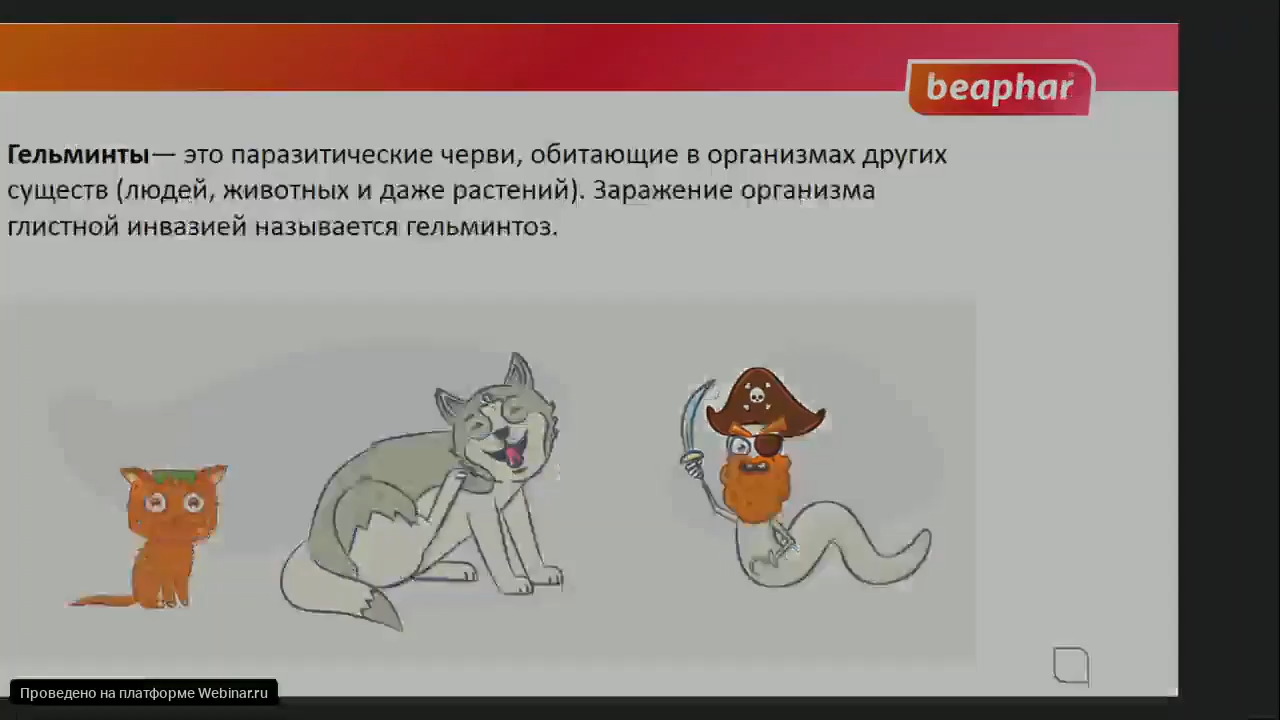 beaphar
Гельминты— это паразитические черви, обитающие в организмах других
существ (людей, животных и даже растений). Заражение организма
глистной инвазией называется гельминтоз.
Проведено на платформе Webinar.ru